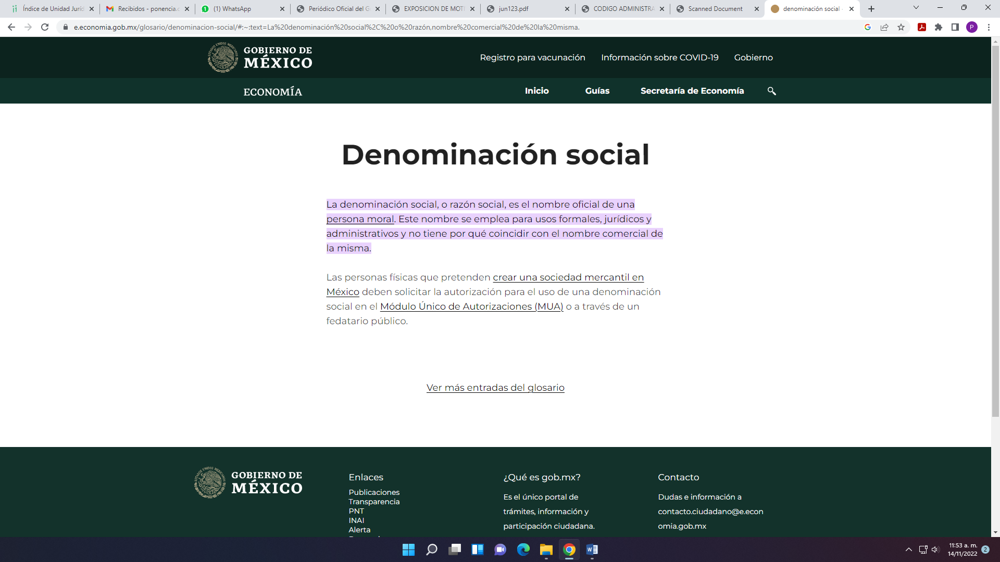 Índice de Unidad Juríd
Recibidos - ponencia.c
(1) WhatsApp
Periódico Oficial del G
EXPOSICION DE MOTI
jun123.pdf
CODIGO ADMINISTRA
Scanned Document
denominación social -
e.economia.gob.mx/glosario/denominacion-social/#:~:text=La%20denominación%20social%2C%20o%20razón,nombre%20comercial%20de%20la%20misma.
P
GOBIERNO DE
MÉXICO
Registro para vacunación
Información sobre COVID-19
Gobierno
ECONOMÍA
Inicio
Guías
Secretaría de Economía
Denominación social
La denominación social, o razón social, es el nombre oficial de una
persona moral. Este nombre se emplea para usos formales, jurídicos y
administrativos y no tiene por qué coincidir con el nombre comercial de
la misma.
Las personas físicas que pretenden crear una sociedad mercantil en
México deben solicitar la autorización para el uso de una denominación
social en el Módulo Único de Autorizaciones (MUA) o a través de un
fedatario público.
Ver más entradas del glosario
GOBIERNO DE
MÉXICO
Enlaces
Publicaciones
Transparencia
PNT
INAI
Alerta
¿Qué es gob.mx?
Es el único portal de
trámites, información y
participación ciudadana.
Contacto
Dudas e información a
contacto.ciudadano@e.econ
omia.gob.mx
11:53 a. m.
14/11/2022
2